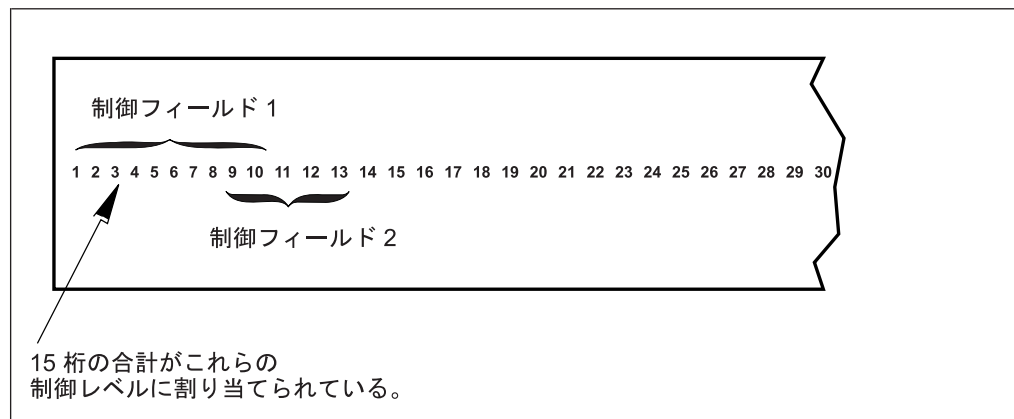 制御フィールド 1
1 2 3 4 5 6 7 8 9 10 11 12 13 14 15 16 17 18 19 20 21 22 23 24 25 26 27 28 29 30
制御フィールド 2
15 桁の合計がこれらの
制御レベルに割り当てられている。